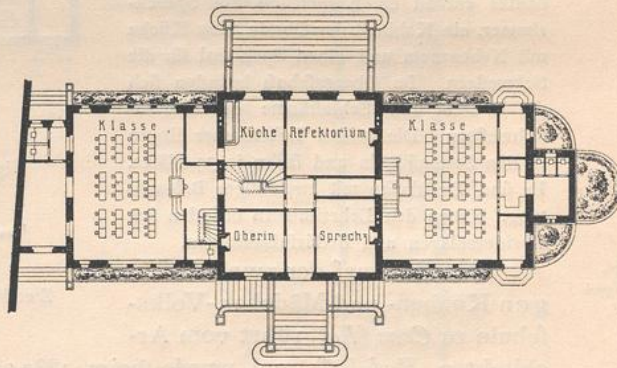 Klasse
Küche
Refektorium
Klasse
Oberin
Sprech